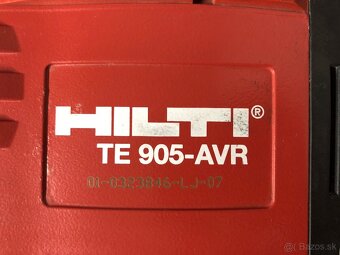 HILTI®
TE 905-AVR
01-0323846-LJ-07
bazos.sk